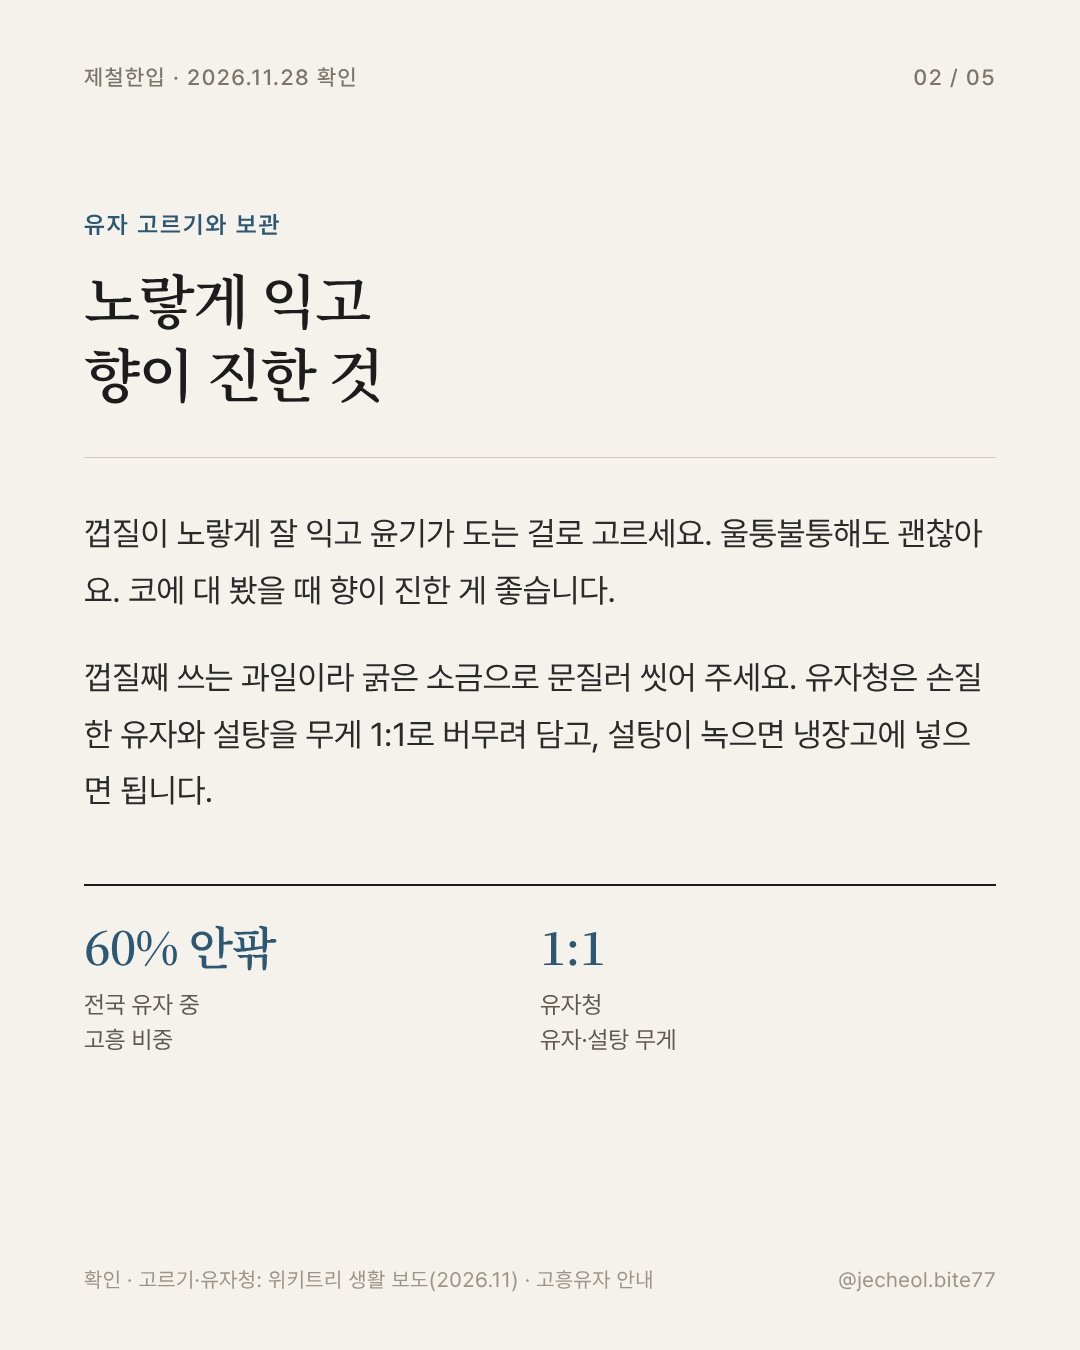 제철한입 · 2026.11.28 확인
02 / 05
유자 고르기와 보관
노랗게 익고
향이 진한 것
껍질이 노랗게 잘 익고 윤기가 도는 걸로 고르세요. 울퉁불퉁해도 괜찮아
요. 코에 대 봤을 때 향이 진한 게 좋습니다.
껍질째 쓰는 과일이라 굵은 소금으로 문질러 씻어 주세요. 유자청은 손질
한 유자와 설탕을 무게 1:1로 버무려 담고, 설탕이 녹으면 냉장고에 넣으
면 됩니다.
60% 안팎
전국 유자 중
고흥 비중
1:1
유자청
유자·설탕 무게
확인 · 고르기·유자청: 위키트리 생활 보도(2026.11) · 고흥유자 안내
@jecheol.bite77